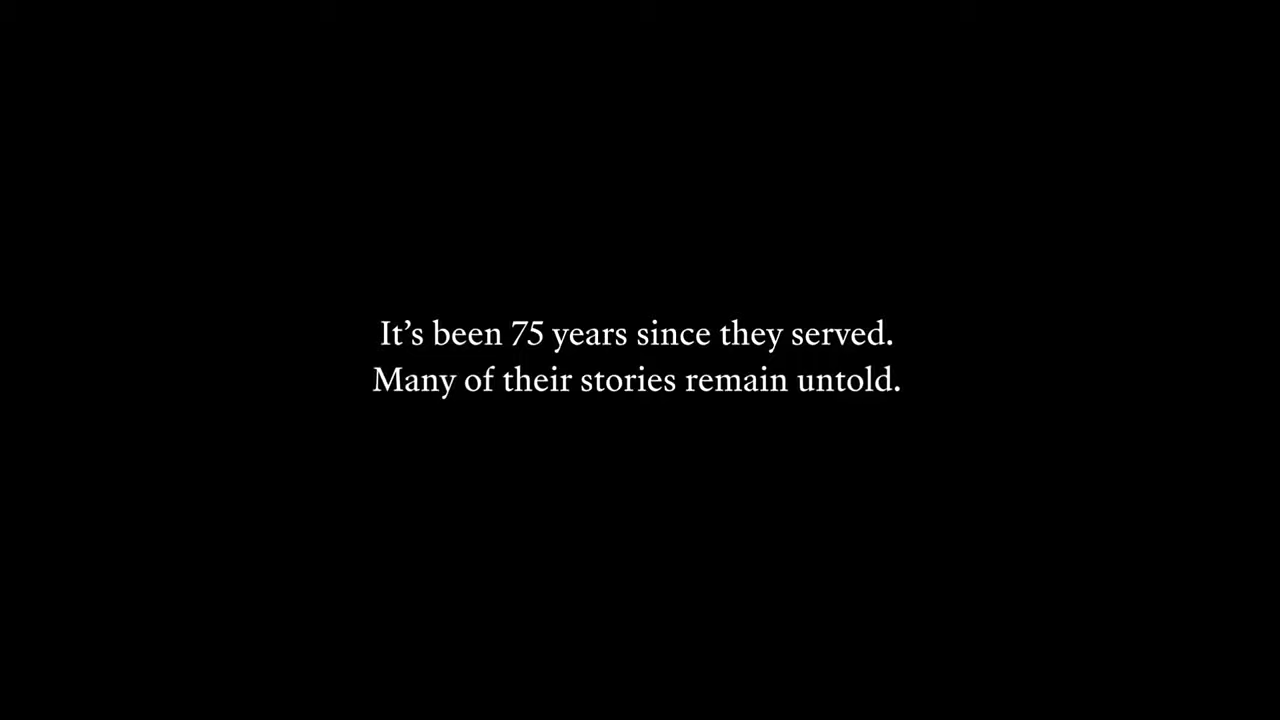 It’s been 75 years since they served.
Many of their stories remain untold.